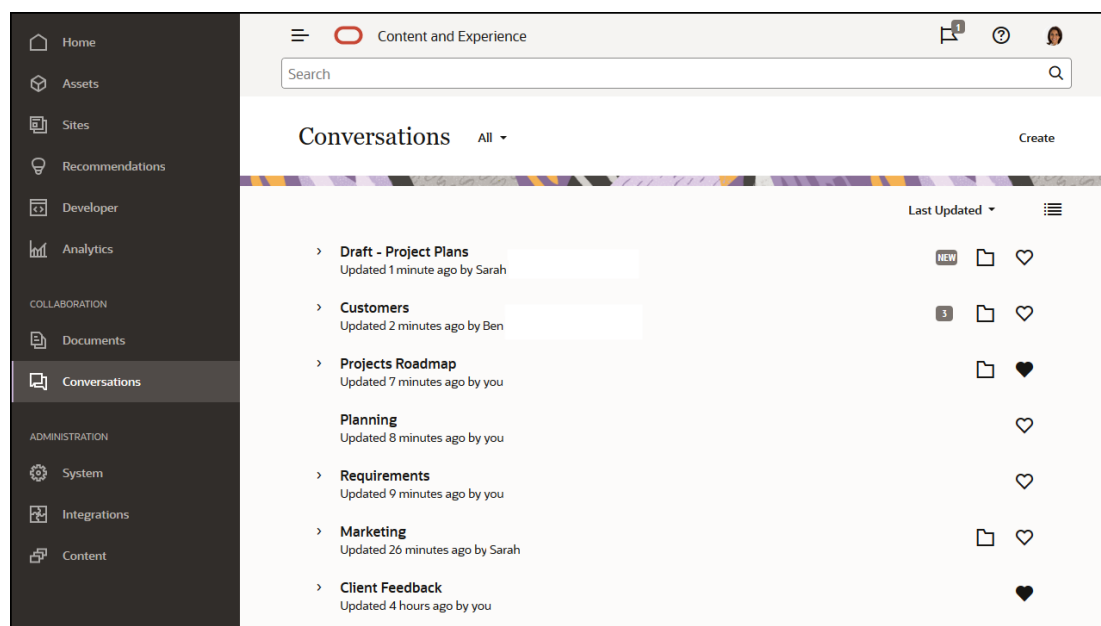 Home
Assets
Sites
Recommendations
Developer
Analytics
COLLABORATION
Documents
Conversations
ADMINISTRATION
System
Integrations
Content
Content and Experience
1
Search
Conversations All
Create
Last Updated
Draft - Project Plans
Updated 1 minute ago by Sarah
NEW
Customers
Updated 2 minutes ago by Ben
3
Projects Roadmap
Updated 7 minutes ago by you
Planning
Updated 8 minutes ago by you
Requirements
Updated 9 minutes ago by you
Marketing
Updated 26 minutes ago by Sarah
Client Feedback
Updated 4 hours ago by you